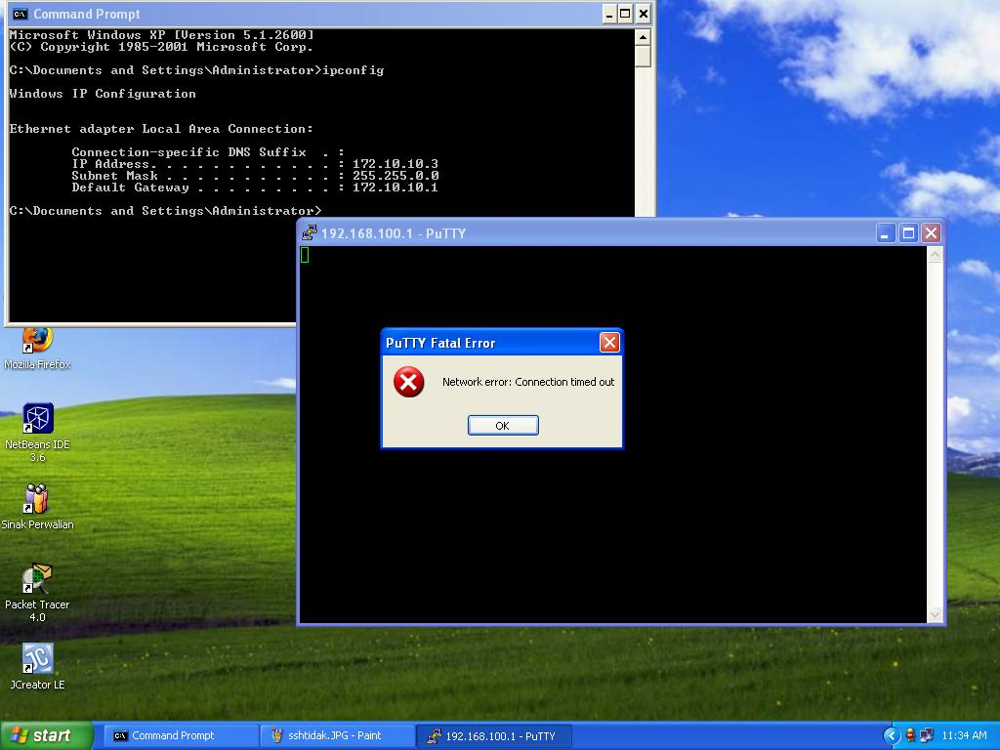 Command Prompt
Microsoft Windows XP [Version 5.1.2600]
(C) Copyright 1985-2001 Microsoft Corp.
C:\Documents and Settings\Administrator>ipconfig
Windows IP Configuration
Ethernet adapter Local Area Connection:
Connection-specific DNS Suffix  . :
IP Address. . . . . . . . . . . . : 172.10.10.3
Subnet Mask . . . . . . . . . . . : 255.255.0.0
Default Gateway . . . . . . . . . : 172.10.10.1
C:\Documents and Settings\Administrator>
192.168.100.1 - PuTTY
PuTTY Fatal Error
Network error: Connection timed out
OK
Mozilla Firefox
NetBeans IDE
3.6
Sinak Perwalian
Packet Tracer
4.0
JCreator LE
start
Command Prompt
sshtidak.JPG - Paint
192.168.100.1 - PuTTY
11:34 AM